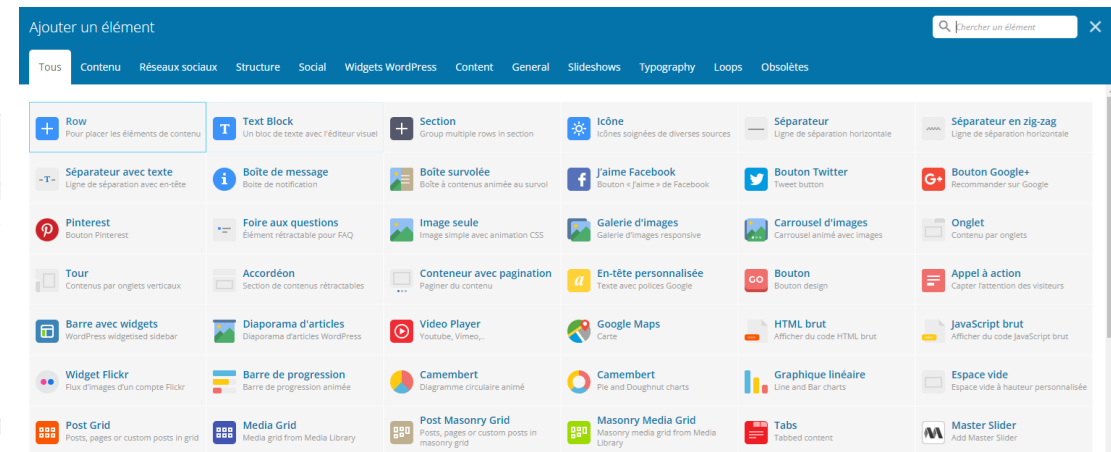 Ajouter un élément
Chercher un élément
Tous Contenu Réseaux sociaux Structure Social Widgets WordPress Content General Slideshows Typography Loops Obsolètes
Row
Pour placer les éléments de contenu
Text Block
Un bloc de texte avec l'éditeur visuel
Section
Group multiple rows in section
Icône
Icônes soignées de diverses sources
Séparateur
Ligne de séparation horizontale
Séparateur en zig-zag
Ligne de séparation horizontale
Séparateur avec texte
Ligne de séparation avec en-tête
Boîte de message
Boite de notification
Boîte survolée
Boîte à contenus animée au survol
J'aime Facebook
Bouton « J'aime » de Facebook
Bouton Twitter
Tweet button
Bouton Google+
Recommander sur Google
Pinterest
Bouton Pinterest
Foire aux questions
Élément rétractable pour FAQ
Image seule
Image simple avec animation CSS
Galerie d'images
Galerie d'images responsive
Carrousel d'images
Carrousel animé avec images
Onglet
Contenu par onglets
Tour
Contenus par onglets verticaux
Accordéon
Section de contenus rétractables
Conteneur avec pagination
Paginer du contenu
En-tête personnalisée
Texte avec polices Google
GO
Bouton
Bouton design
Appel à action
Capter l'attention des visiteurs
Barre avec widgets
WordPress widgetised sidebar
Diaporama d'articles
Diaporama d'articles WordPress
Video Player
Youtube, Vimeo,..
Google Maps
Carte
HTML brut
Afficher du code HTML brut
JavaScript brut
Afficher du code JavaScript brut
Widget Flickr
Flux d'images d'un compte Flickr
Barre de progression
Barre de progression animée
Camembert
Diagramme circulaire animé
Camembert
Pie and Doughnut charts
Graphique linéaire
Line and Bar charts
Espace vide
Espace vide à hauteur personnalisée
Post Grid
Posts, pages or custom posts in grid
Media Grid
Media grid from Media Library
Post Masonry Grid
Posts, pages or custom posts in
masonry grid
Masonry Media Grid
Masonry media grid from Media
Library
Tabs
Tabbed content
Master Slider
Add Master Slider